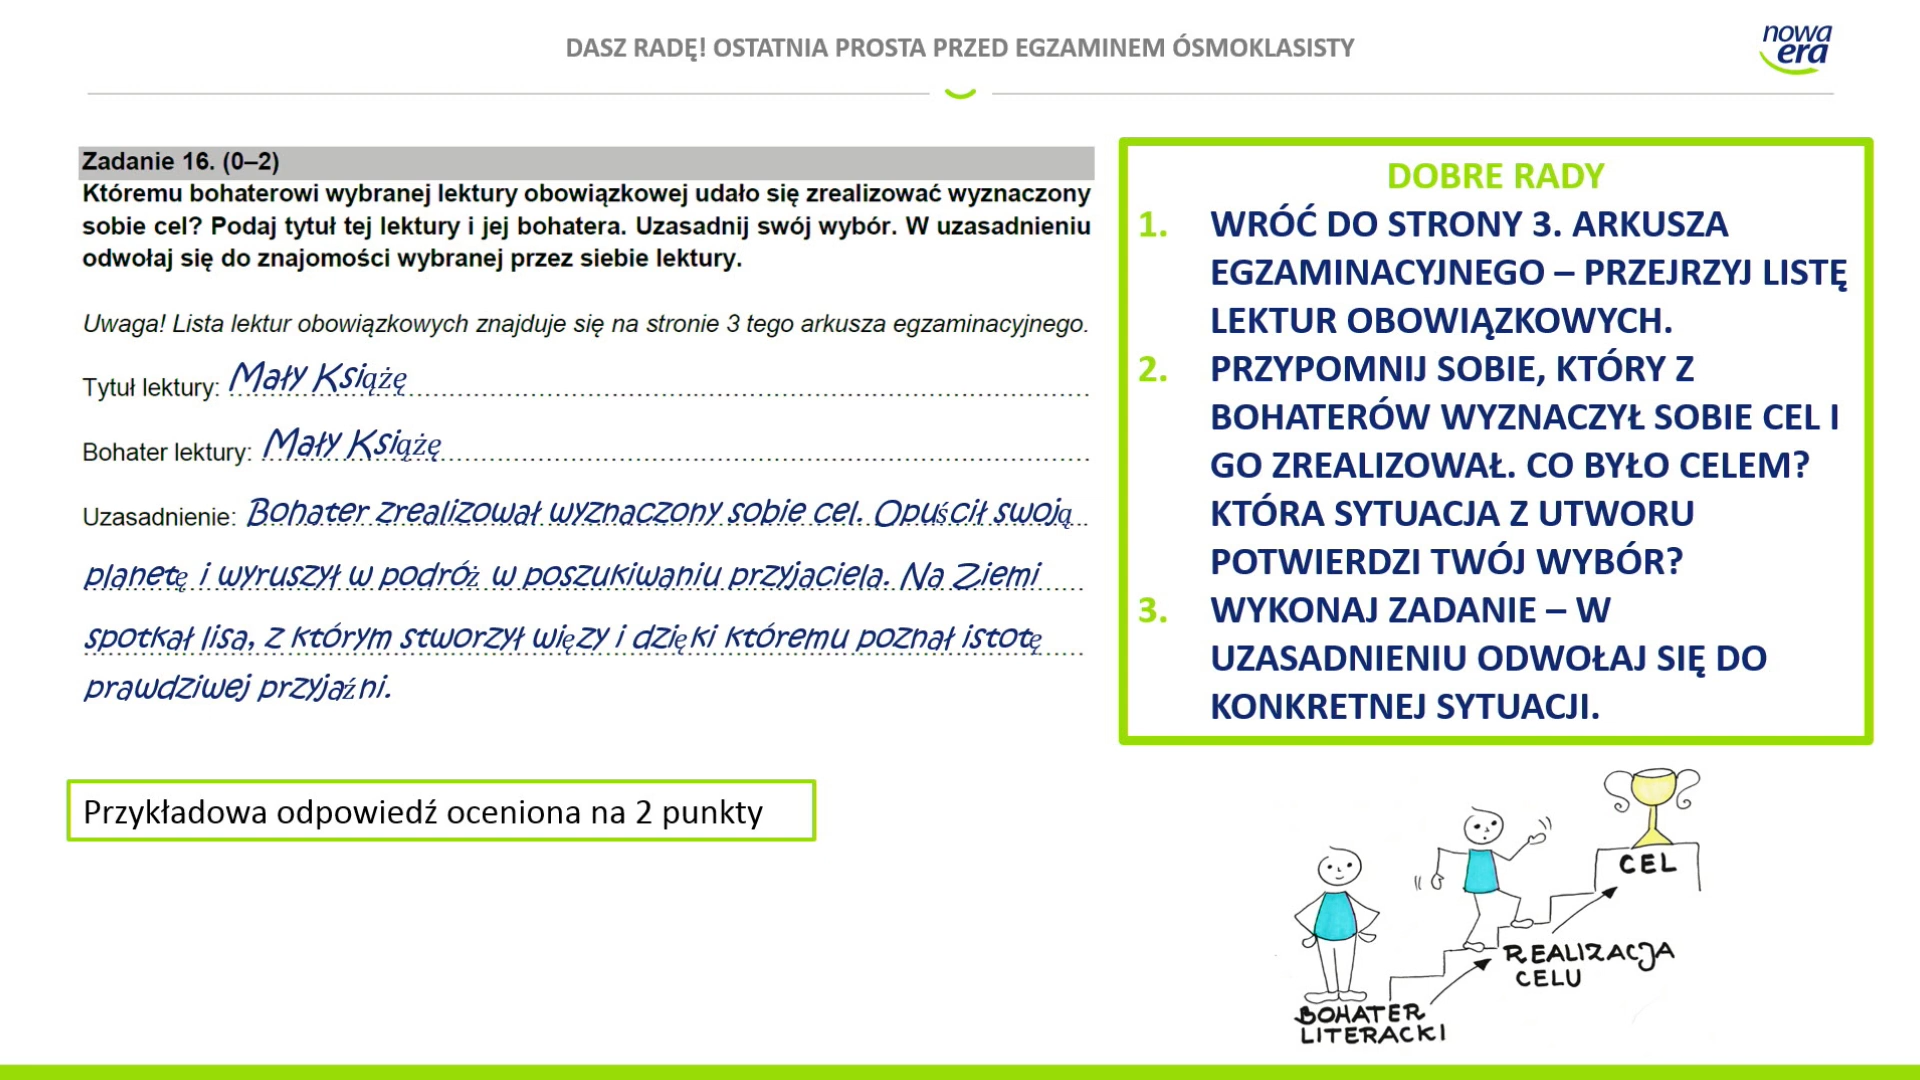 DASZ RADĘ! OSTATNIA PROSTA PRZED EGZAMINEM ÓSMOKLASISTY
nowa
era
Zadanie 16. (0–2)
Któremu bohaterowi wybranej lektury obowiązkowej udało się zrealizować wyznaczony
sobie cel? Podaj tytuł tej lektury i jej bohatera. Uzasadnij swój wybór. W uzasadnieniu
odwołaj się do znajomości wybranej przez siebie lektury.
Uwaga! Lista lektur obowiązkowych znajduje się na stronie 3 tego arkusza egzaminacyjnego.
Tytuł lektury: Mały Książę
Bohater lektury: Mały Książę
Uzasadnienie: Bohater zrealizował wyznaczony sobie cel. Opuścił swoją
planetę i wyruszył w podróż w poszukiwaniu przyjaciela. Na Ziemi
spotkał lisa, z którym stworzył więzy i dzięki któremu poznał istotę
prawdziwej przyjaźni.
Przykładowa odpowiedź oceniona na 2 punkty
DOBRE RADY
1. WRÓĆ DO STRONY 3. ARKUSZA
EGZAMINACYJNEGO – PRZEJRZYJ LISTĘ
LEKTUR OBOWIĄZKOWYCH.
2. PRZYPOMNIJ SOBIE, KTÓRY Z
BOHATERÓW WYZNACZYŁ SOBIE CEL I
GO ZREALIZOWAŁ. CO BYŁO CELEM?
KTÓRA SYTUACJA Z UTWORU
POTWIERDZI TWÓJ WYBÓR?
3. WYKONAJ ZADANIE – W
UZASADNIENIU ODWOŁAJ SIĘ DO
KONKRETNEJ SYTUACJI.
CEL
REALIZACJA
CELU
BOHATER
LITERACKI